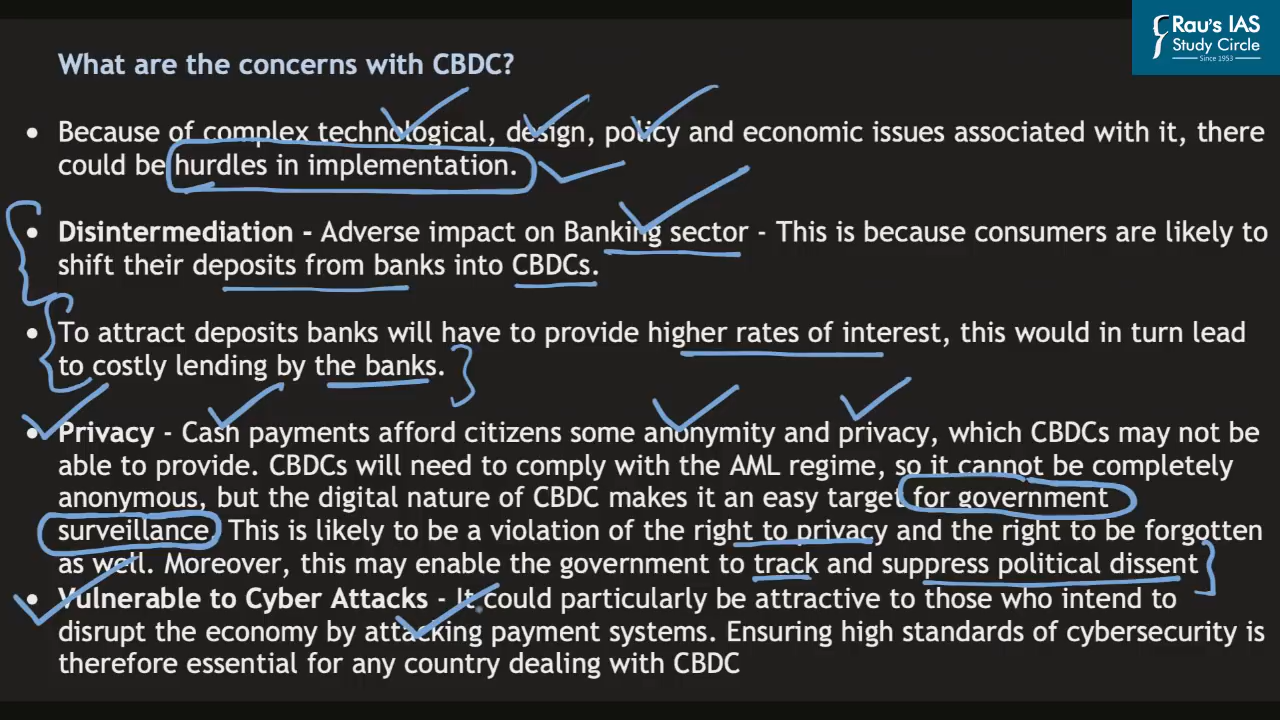 Rau's IAS
Study Circle
Since 1953
What are the concerns with CBDC?
• Because of complex technological, design, policy and economic issues associated with it, there
could be hurdles in implementation.
• Disintermediation - Adverse impact on Banking sector - This is because consumers are likely to
shift their deposits from banks into CBDCs.
• To attract deposits banks will have to provide higher rates of interest, this would in turn lead
to costly lending by the banks.
• Privacy - Cash payments afford citizens some anonymity and privacy, which CBDCs may not be
able to provide. CBDCs will need to comply with the AML regime, so it cannot be completely
anonymous, but the digital nature of CBDC makes it an easy target for government
surveillance. This is likely to be a violation of the right to privacy and the right to be forgotten
as well. Moreover, this may enable the government to track and suppress political dissent
• Vulnerable to Cyber Attacks - It could particularly be attractive to those who intend to
disrupt the economy by attacking payment systems. Ensuring high standards of cybersecurity is
therefore essential for any country dealing with CBDC